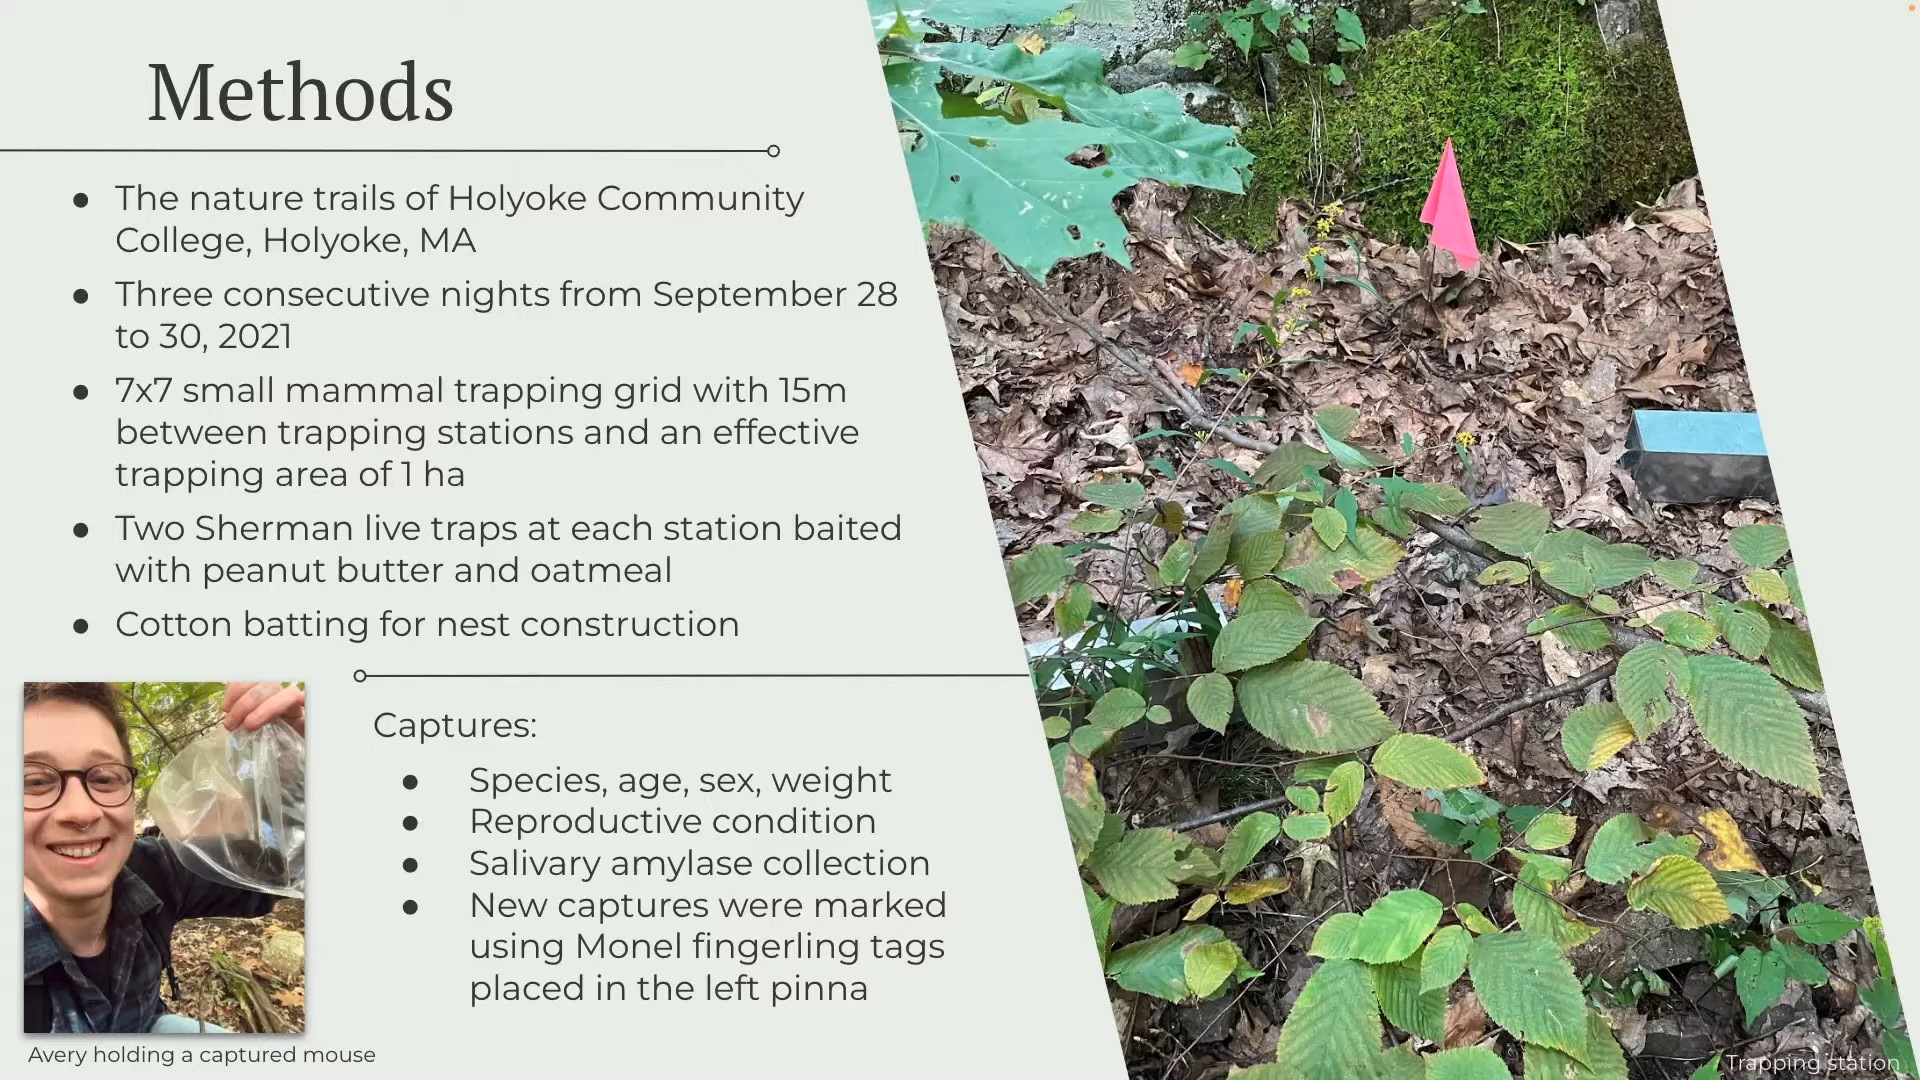 Methods
● The nature trails of Holyoke Community
College, Holyoke, MA
● Three consecutive nights from September 28
to 30, 2021
● 7x7 small mammal trapping grid with 15m
between trapping stations and an effective
trapping area of 1 ha
● Two Sherman live traps at each station baited
with peanut butter and oatmeal
● Cotton batting for nest construction
Captures:
● Species, age, sex, weight
● Reproductive condition
● Salivary amylase collection
● New captures were marked
using Monel fingerling tags
placed in the left pinna
Avery holding a captured mouse
Trapping station